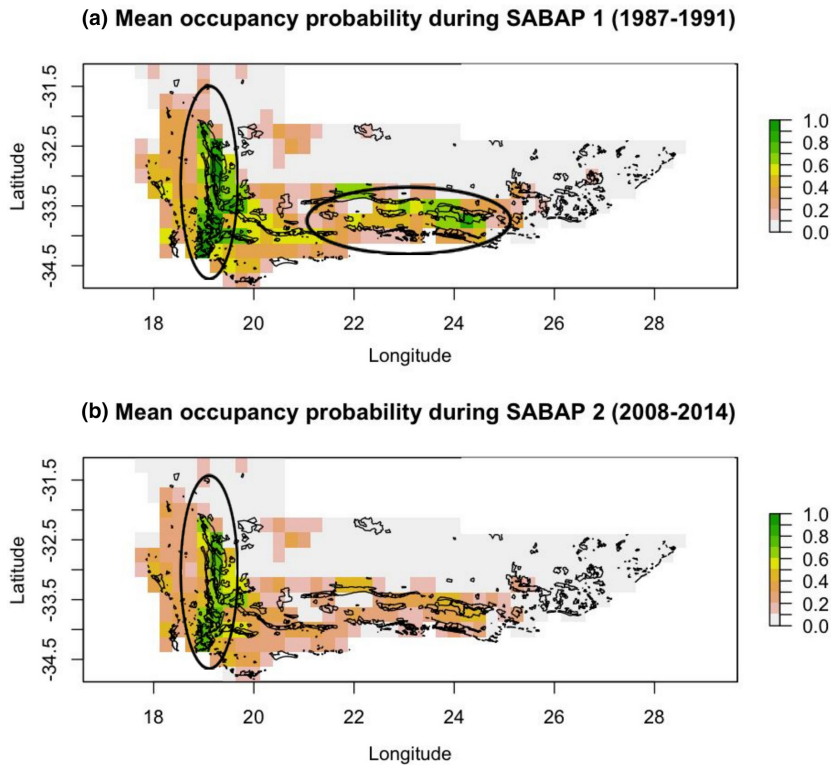 (a) Mean occupancy probability during SABAP 1 (1987-1991)
Latitude
-31.5
-32.5
-33.5
-34.5
18 20 22 24 26 28
Longitude
1.0
0.8
0.6
0.4
0.2
0.0
(b) Mean occupancy probability during SABAP 2 (2008-2014)
Latitude
-31.5
-32.5
-33.5
-34.5
18 20 22 24 26 28
Longitude
1.0
0.8
0.6
0.4
0.2
0.0